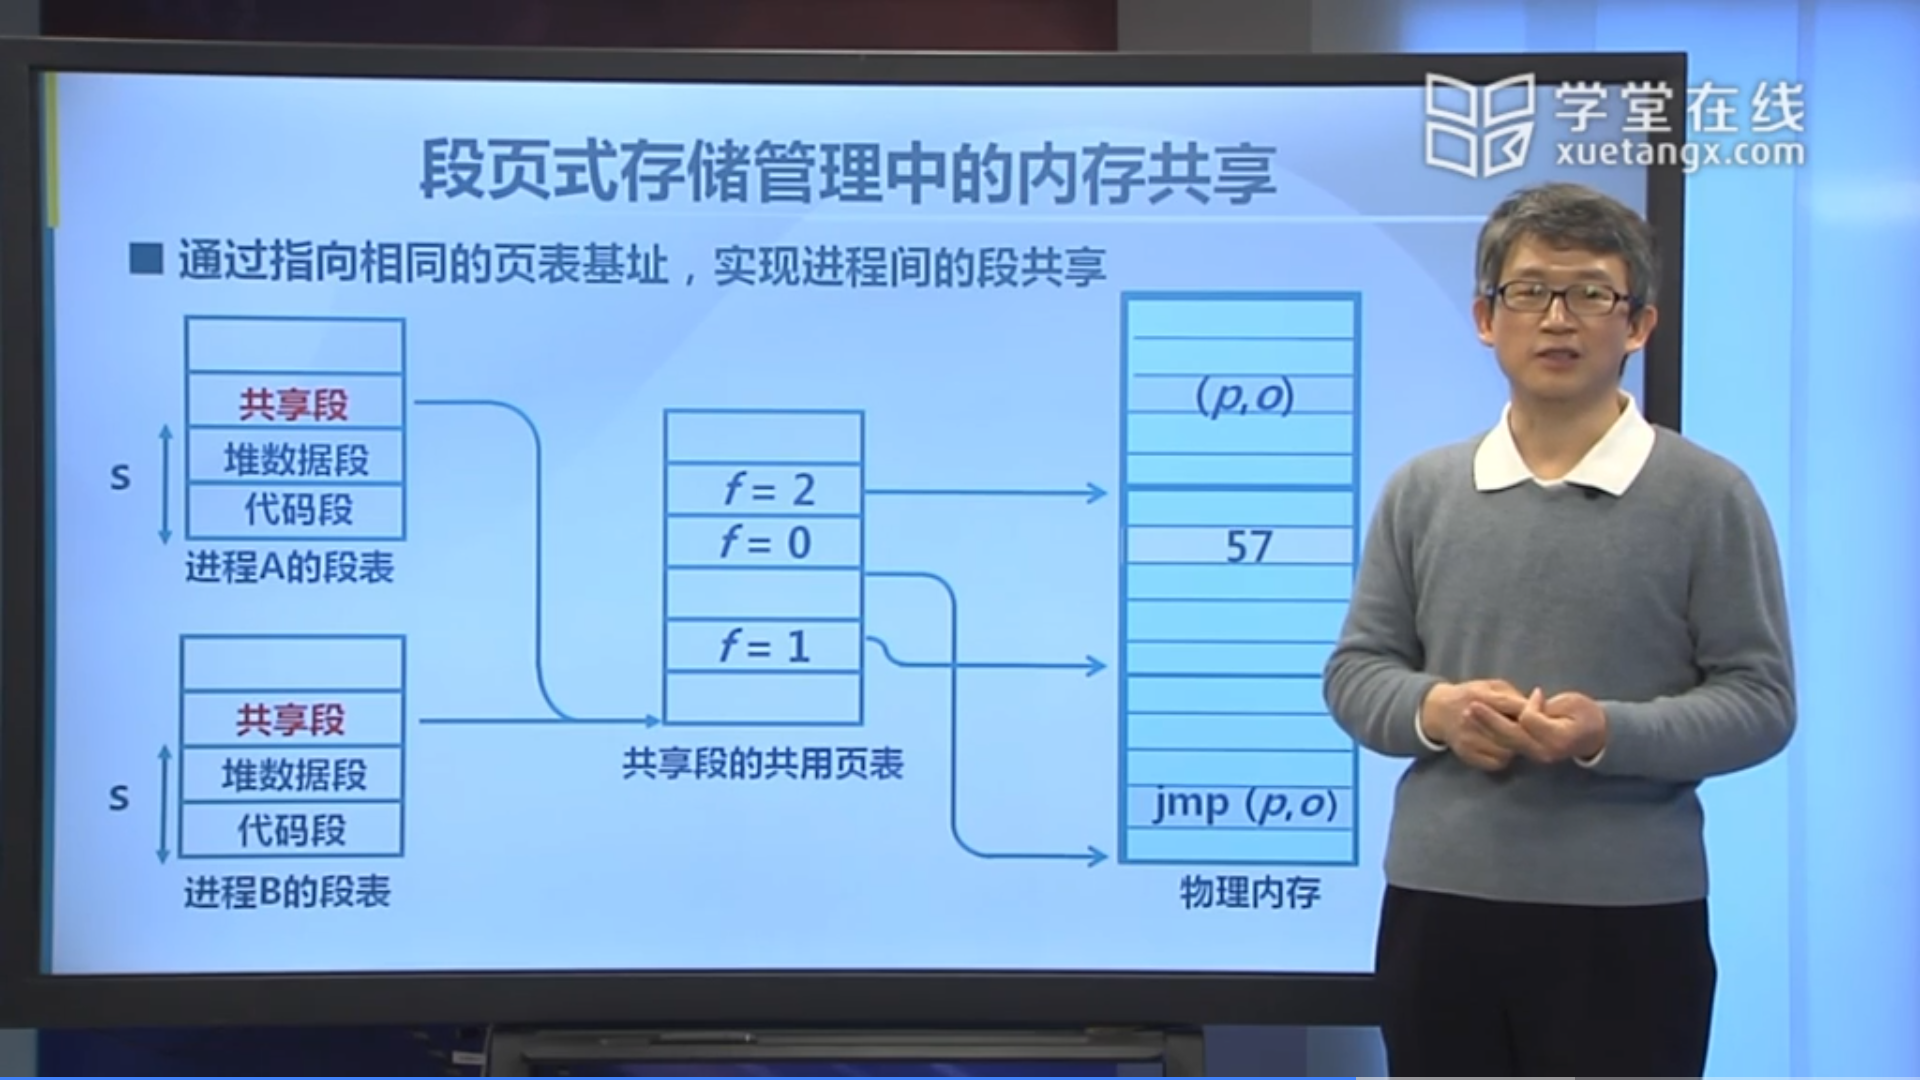 学堂在线
xuetangx.com
段页式存储管理中的内存共享
通过指向相同的页表基址，实现进程间的段共享
共享段
堆数据段
代码段
s
进程A的段表
共享段
堆数据段
代码段
s
进程B的段表
f = 2
f = 0
f = 1
共享段的共用页表
(p,o)
57
jmp (p,o)
物理内存